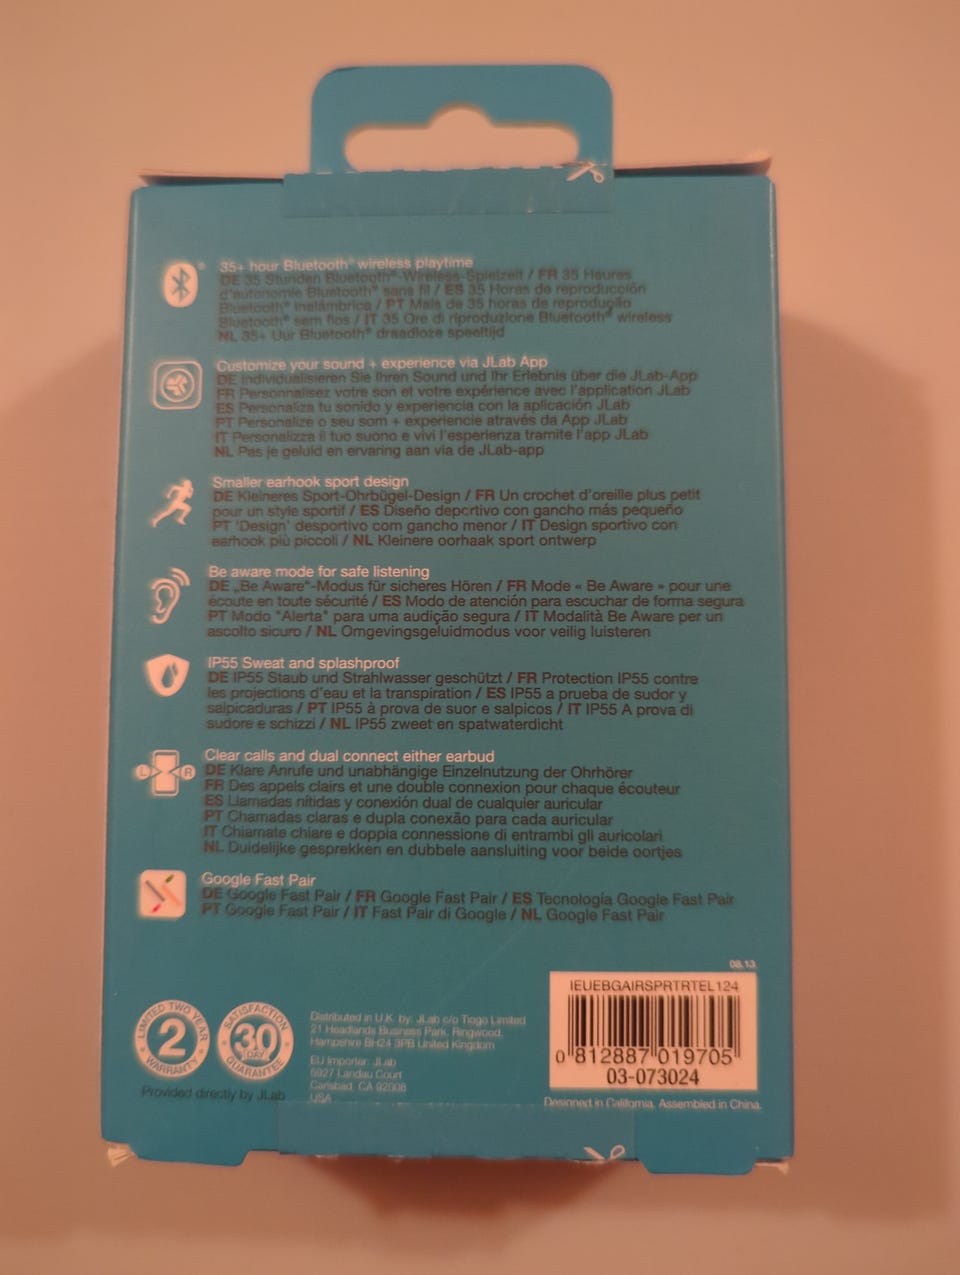 35+ hour Bluetooth® wireless playtime
DE 35 Stunden Bluetooth®-Wireless-Spielzeit / FR 35 Heures
d'autonomie Bluetooth® sans fil / ES 35 Horas de reproducción
Bluetooth® inalámbrica / PT Mais de 35 horas de reprodução
Bluetooth® sem fios / IT 35 Ore di riproduzione Bluetooth® wireless
NL 35+ Uur Bluetooth® draadloze speeltijd
Customize your sound + experience via JLab App
DE Individualisieren Sie Ihren Sound und Ihr Erlebnis über die JLab-App
FR Personnalisez votre son et votre expérience avec l'application JLab
ES Personaliza tu sonido y experiencia con la aplicación JLab
PT Personalize o seu som + experiencie através da App JLab
IT Personalizza il tuo suono e vivi l'esperienza tramite l'app JLab
NL Pas je geluid en ervaring aan via de JLab-app
Smaller earhook sport design
DE Kleineres Sport-Ohrbügel-Design / FR Un crochet d'oreille plus petit
pour un style sportif / ES Diseño deportivo con gancho más pequeño
PT 'Design' desportivo com gancho menor / IT Design sportivo con
earhook più piccoli / NL Kleinere oorhaak sport ontwerp
Be aware mode for safe listening
DE „Be Aware“-Modus für sicheres Hören / FR Mode « Be Aware » pour une
écoute en toute sécurité / ES Modo de atención para escuchar de forma segura
PT Modo "Alerta" para uma audição segura / IT Modalità Be Aware per un
ascolto sicuro / NL Omgevingsgeluidmodus voor veilig luisteren
IP55 Sweat and splashproof
DE IP55 Staub und Strahlwasser geschützt / FR Protection IP55 contre
les projections d'eau et la transpiration / ES IP55 a prueba de sudor y
salpicaduras / PT IP55 à prova de suor e salpicos / IT IP55 A prova di
sudore e schizzi / NL IP55 zweet en spatwaterdicht
L R
Clear calls and dual connect either earbud
DE Klare Anrufe und unabhängige Einzelnutzung der Ohrhörer
FR Des appels clairs et une double connexion pour chaque écouteur
ES Llamadas nítidas y conexión dual de cualquier auricular
PT Chamadas claras e dupla conexão para cada auricular
IT Chiamate chiare e doppia connessione di entrambi gli auricolari
NL Duidelijke gesprekken en dubbele aansluiting voor beide oortjes
Google Fast Pair
DE Google Fast Pair / FR Google Fast Pair / ES Tecnología Google Fast Pair
PT Google Fast Pair / IT Fast Pair di Google / NL Google Fast Pair
08.13.
LIMITED TWO YEAR
2
WARRANTY
SATISFACTION
30
DAY
GUARANTEE
Provided directly by JLab
Distributed in U.K. by: JLab c/o Tiogo Limited
21 Headlands Business Park, Ringwood,
Hampshire BH24 3PB United Kingdom
EU Importer: JLab
5927 Landau Court
Carlsbad, CA 92008
USA
IEUEBGAIRSPRTRTEL124
0 812887 019705
03-073024
Designed in California. Assembled in China.